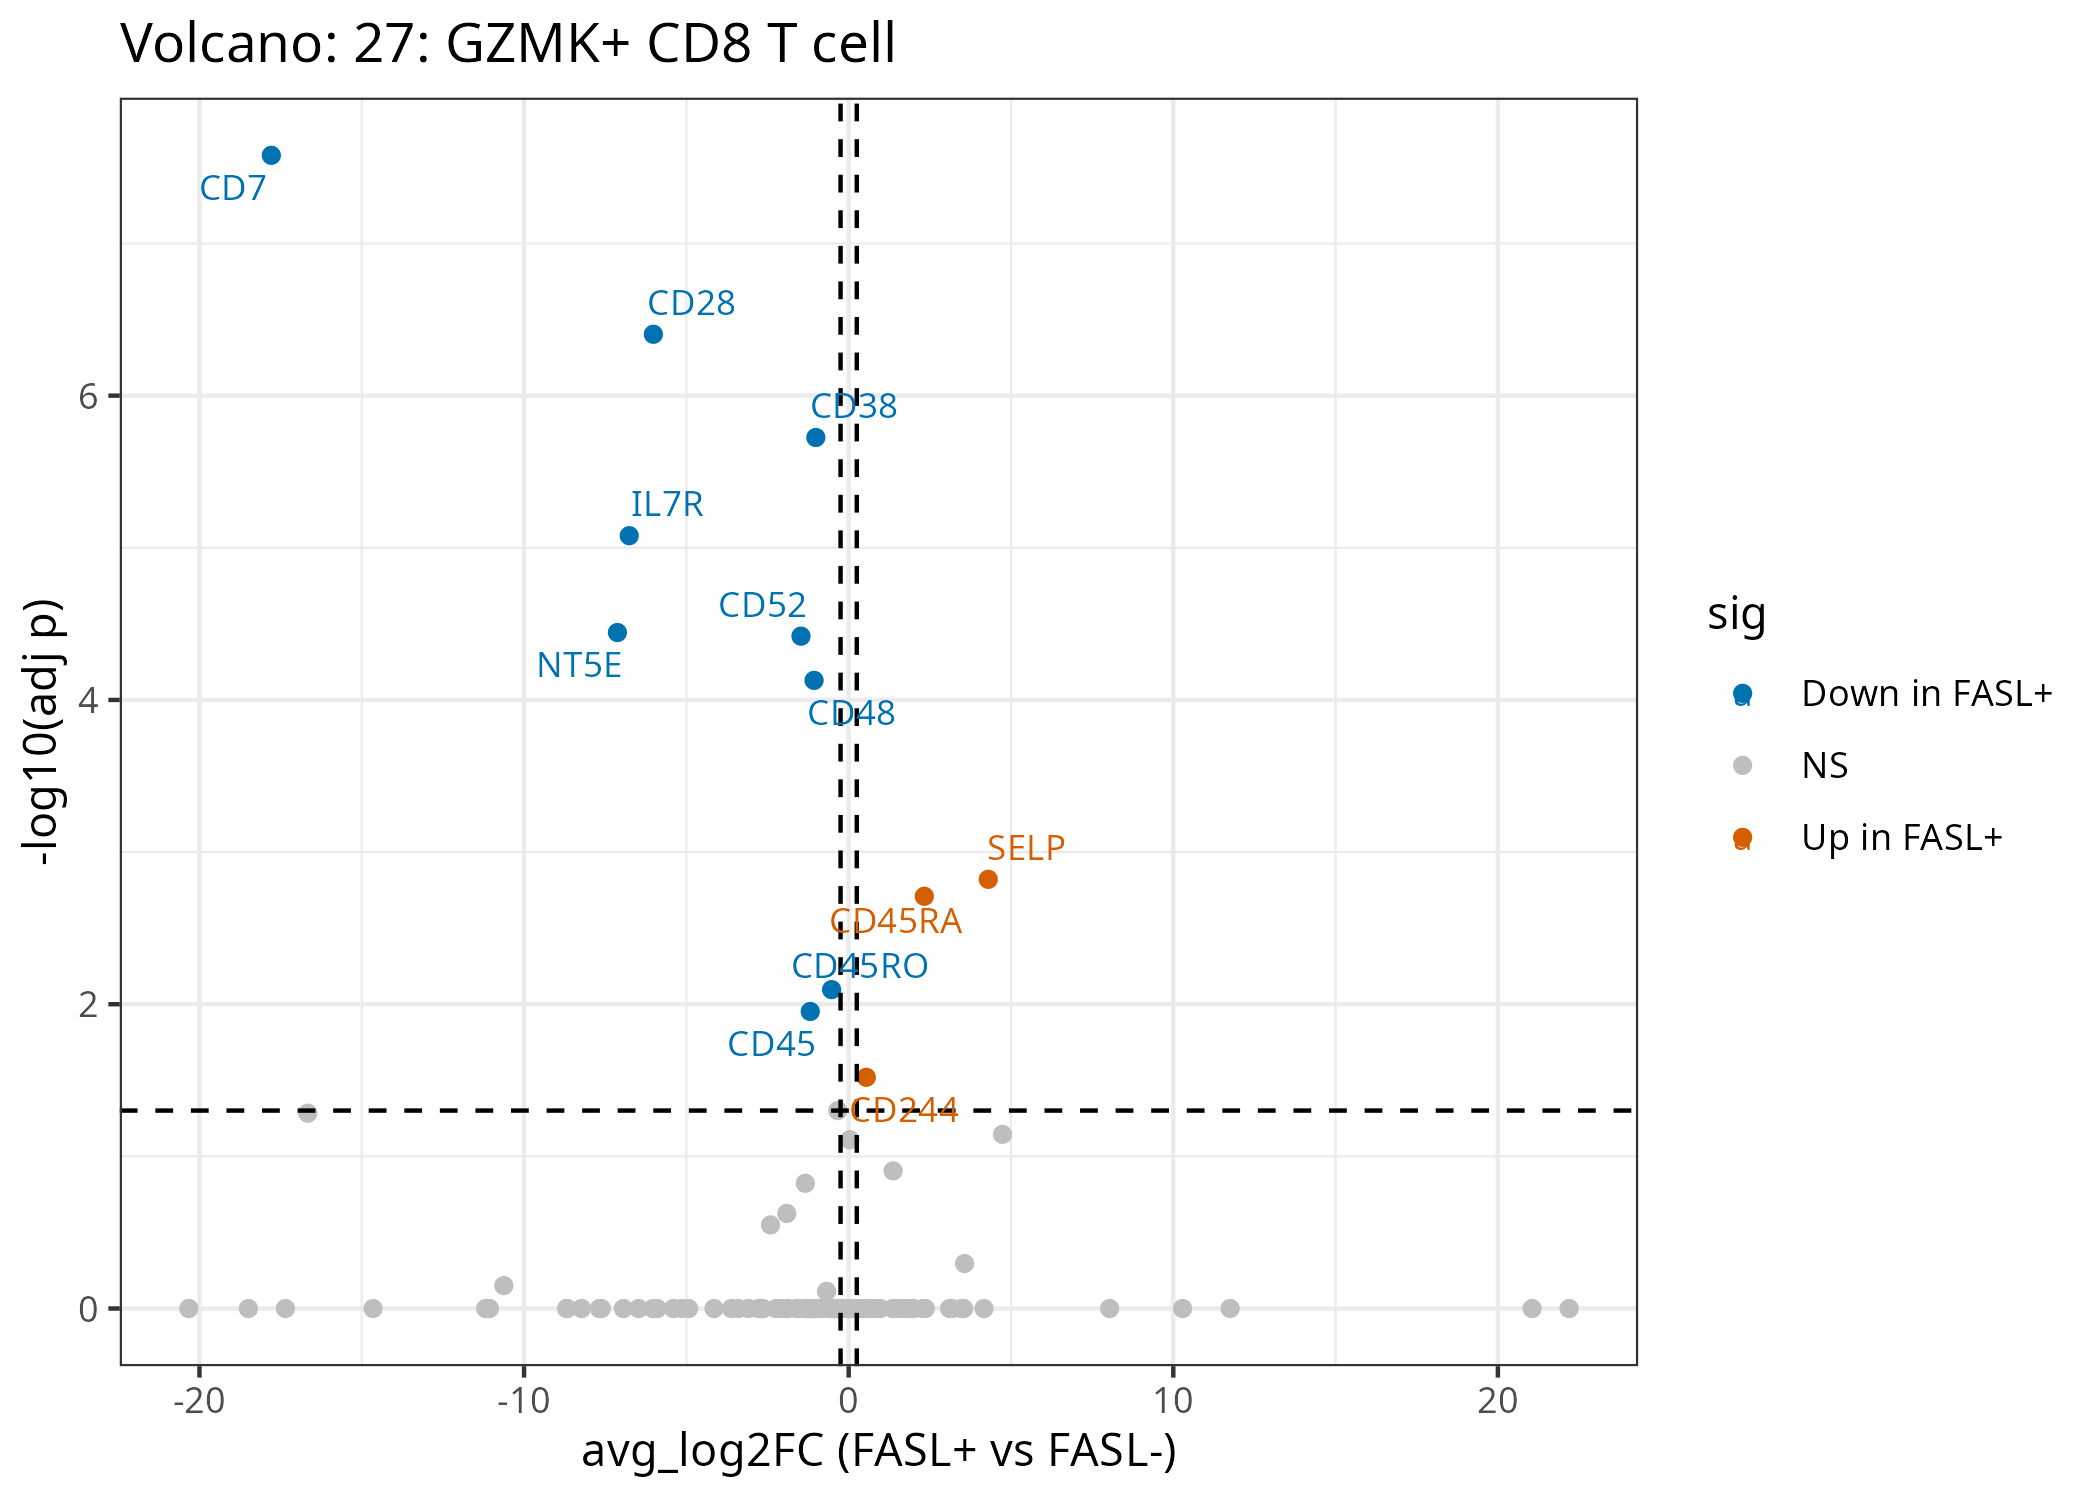 Volcano: 27: GZMK+ CD8 T cell
CD7
CD28
CD38
IL7R
CD52
NT5E
CD48
SELP
CD45RA
CD45RO
CD45
CD244
-log10(adj p)
6
4
2
0
-20
-10
0
10
20
avg_log2FC (FASL+ vs FASL-)
sig
Down in FASL+
NS
Up in FASL+